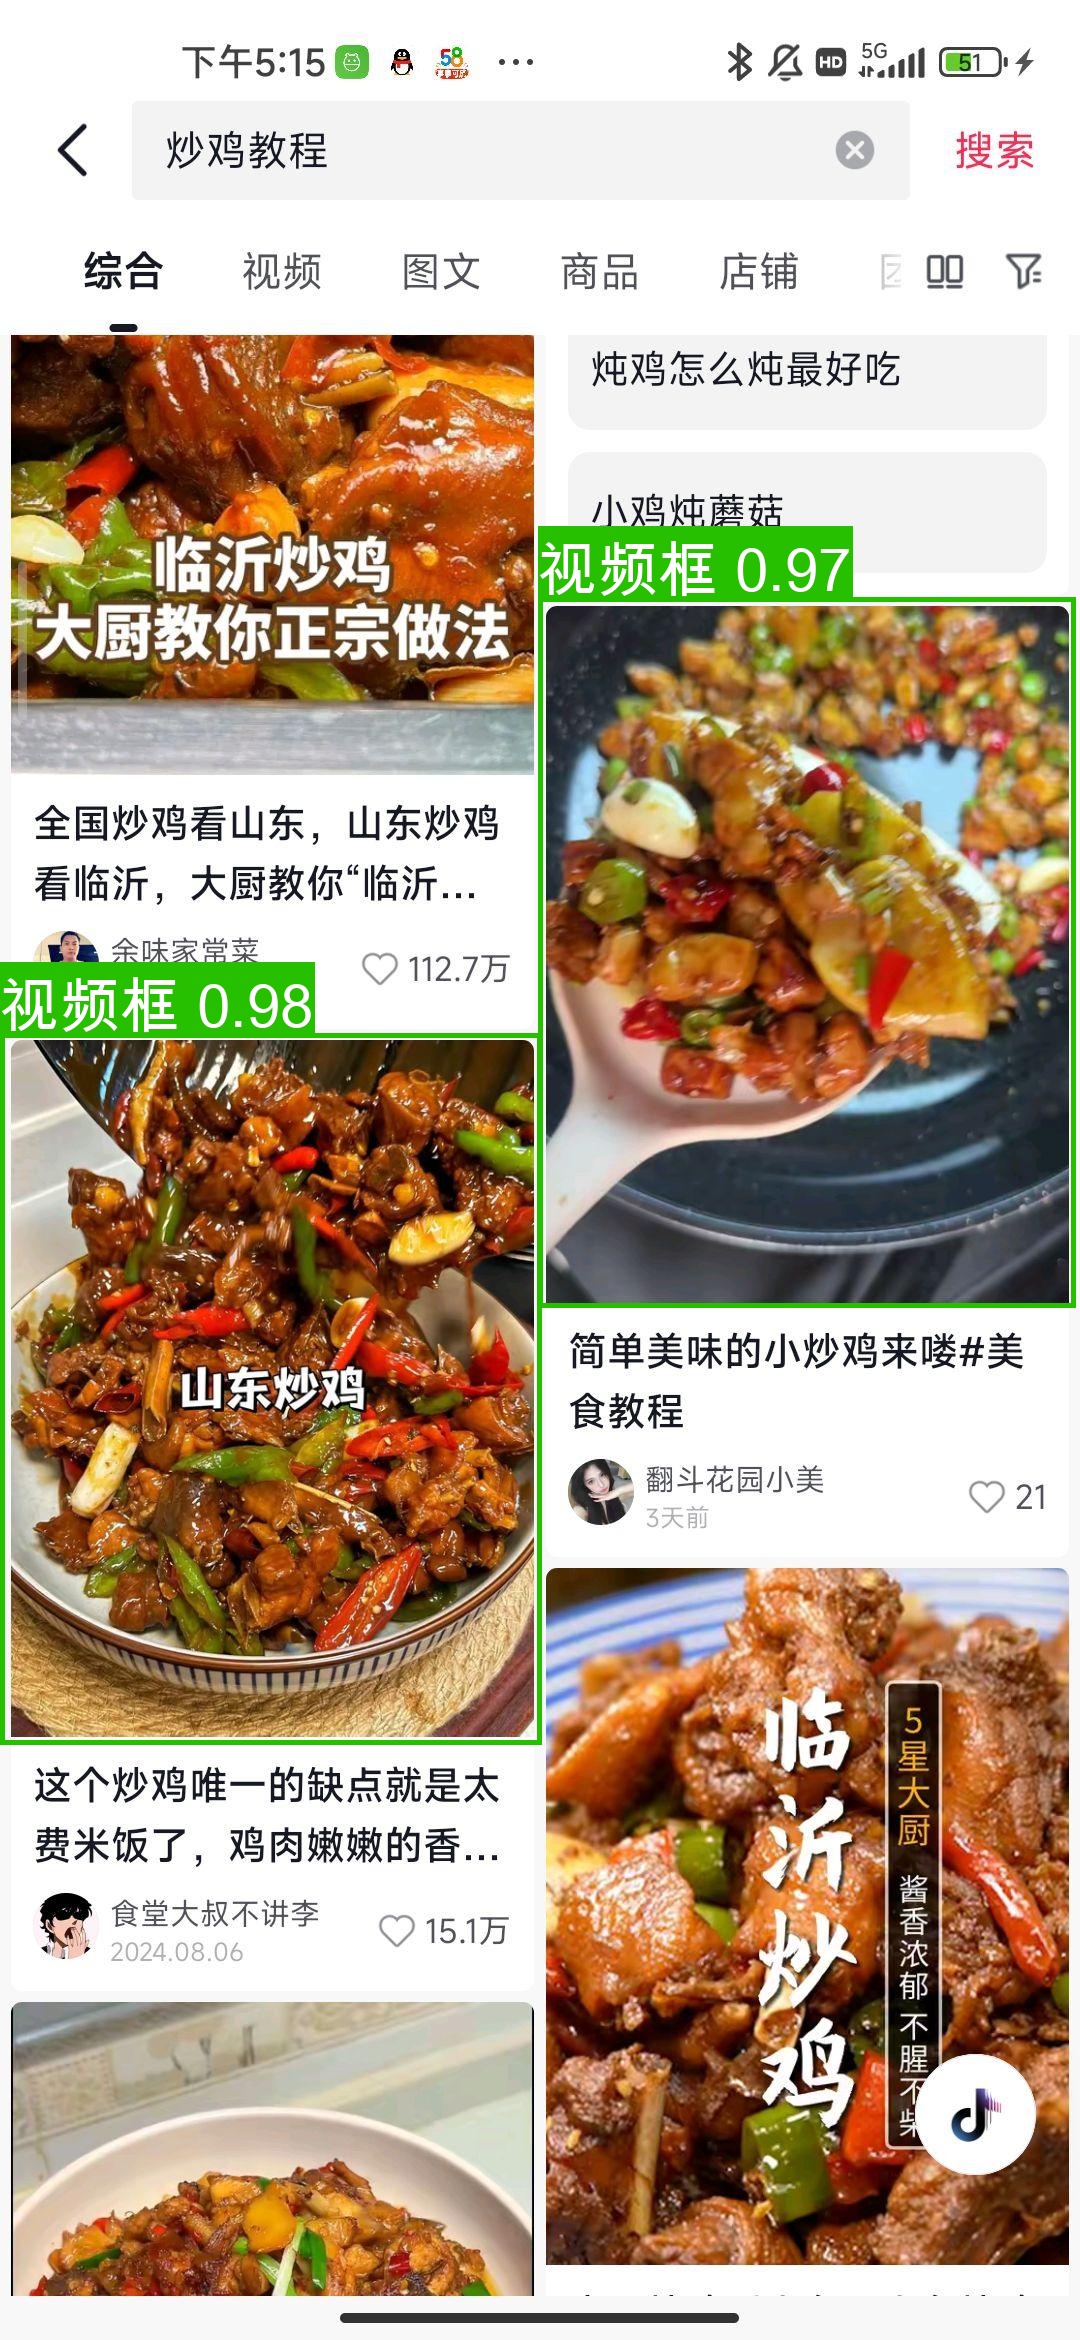 下午5:15
58
...
HD
5G
51
炒鸡教程
搜索
综合
视频
图文
商品
店铺
临沂炒鸡
大厨教你正宗做法
全国炒鸡看山东，山东炒鸡
看临沂，大厨教你“临沂...
余味家常菜
112.7万
炖鸡怎么炖最好吃
小鸡炖蘑菇
视频框 0.97
简单美味的小炒鸡来喽#美
食教程
翻斗花园小美
3天前
21
视频框 0.98
山东炒鸡
这个炒鸡唯一的缺点就是太
费米饭了，鸡肉嫩嫩的香...
食堂大叔不讲李
2024.08.06
15.1万
临沂炒鸡
5星大厨 酱香浓郁 不腥不柴